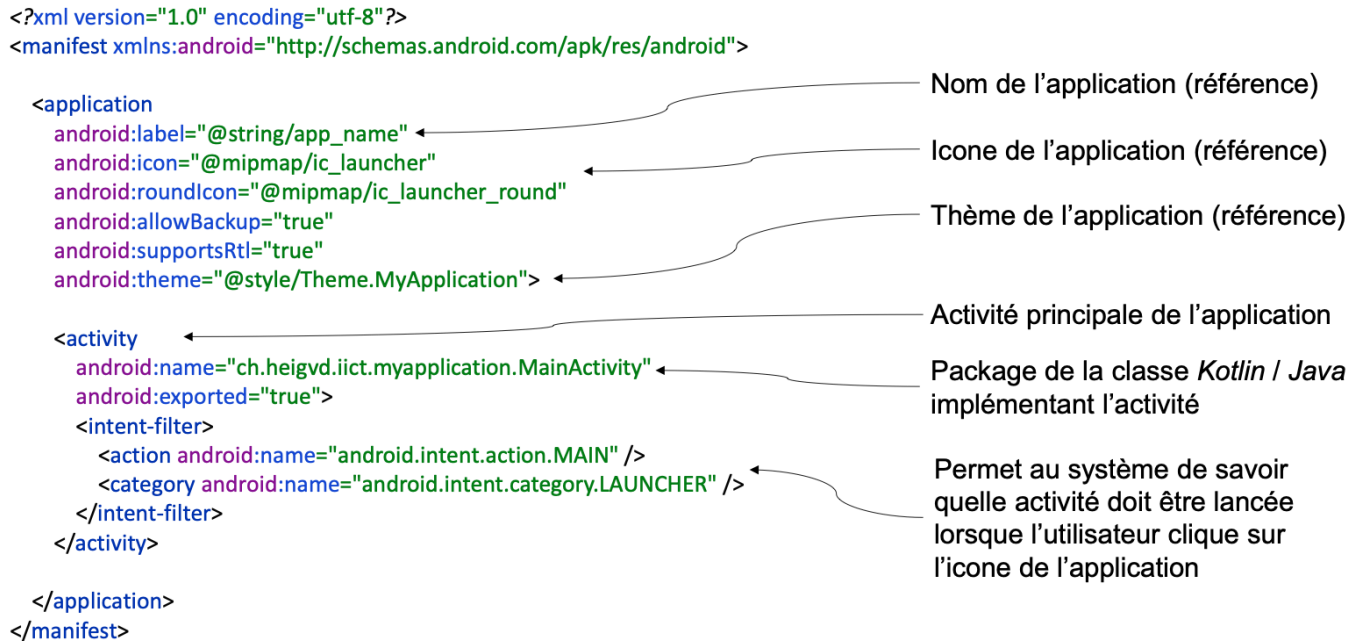 <?xml version="1.0" encoding="utf-8"?>
<manifest xmlns:android="http://schemas.android.com/apk/res/android">
<application
android:label="@string/app_name"
android:icon="@mipmap/ic_launcher"
android:roundIcon="@mipmap/ic_launcher_round"
android:allowBackup="true"
android:supportsRtl="true"
android:theme="@style/Theme.MyApplication">
<activity
android:name="ch.heigvd.iict.myapplication.MainActivity"
android:exported="true">
<intent-filter>
<action android:name="android.intent.action.MAIN" />
<category android:name="android.intent.category.LAUNCHER" />
</intent-filter>
</activity>
</application>
</manifest>
Nom de l’application (référence)
Icone de l’application (référence)
Thème de l’application (référence)
Activité principale de l’application
Package de la classe Kotlin / Java
implémentant l’activité
Permet au système de savoir
quelle activité doit être lancée
lorsque l’utilisateur clique sur
l’icone de l’application